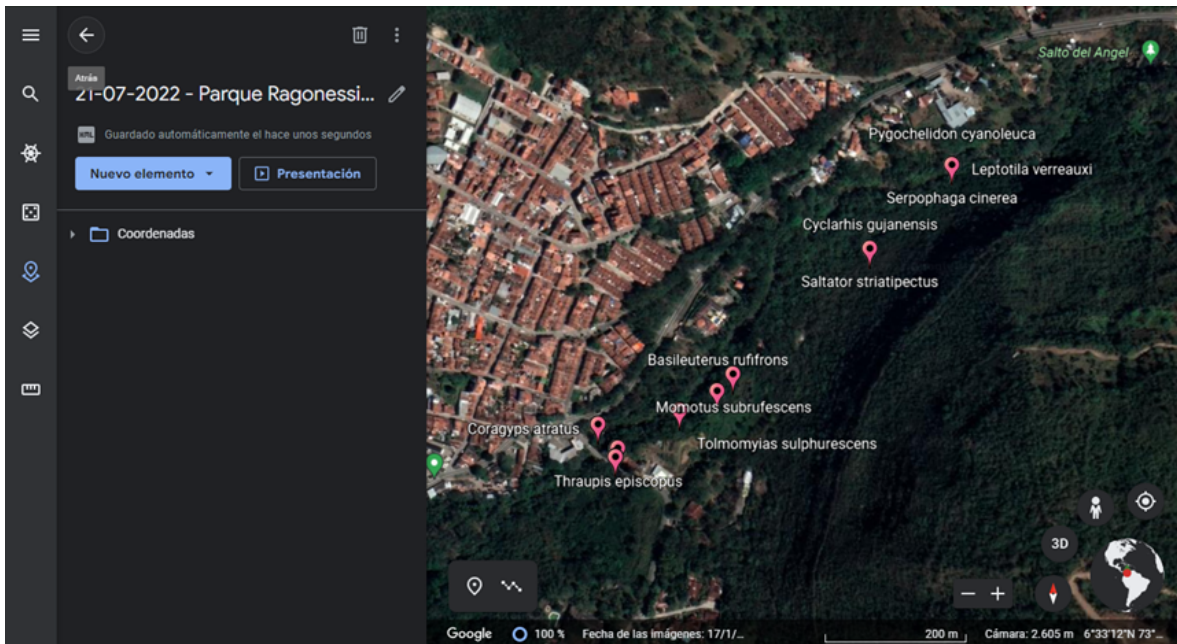 Atrás
21-07-2022 - Parque Ragonessi...
KML Guardado automáticamente el hace unos segundos
Nuevo elemento
Presentación
Coordenadas
Salto del Angel
Pygochelidon cyanoleuca
Leptotila verreauxi
Serpophaga cinerea
Cyclarhis gujanensis
Saltator striatipectus
Basileuterus rufifrons
Momotus subrufescens
Coragyps atratus
Tolmomyias sulphurescens
Thraupis episcopus
3D
Google
100 %
Fecha de las imágenes: 17/1/...
200 m
Cámara: 2.605 m
6°33'12"N 73°...